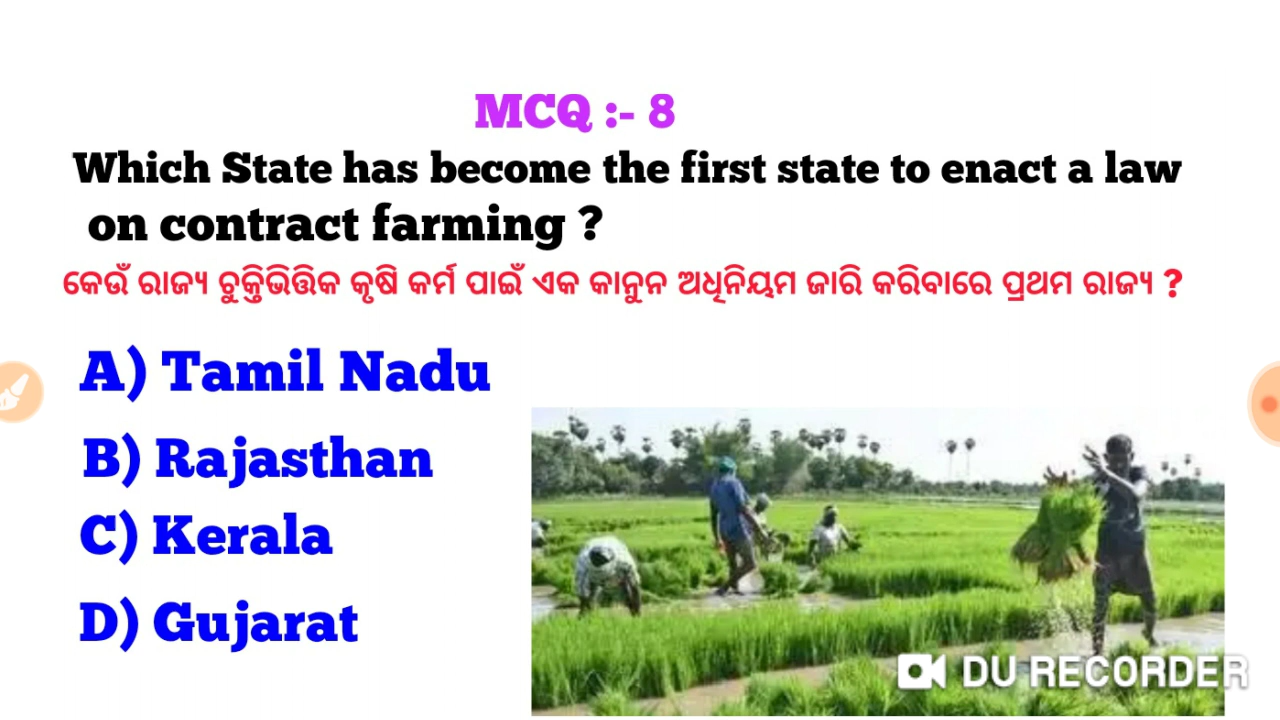 MCQ :- 8
Which State has become the first state to enact a law
on contract farming ?
କେଉଁ ରାଜ୍ୟ ଚୁକ୍ତିଭିତ୍ତିକ କୃଷି କର୍ମ ପାଇଁ ଏକ କାନୁନ ଅଧିନିୟମ ଜାରି କରିବାରେ ପ୍ରଥମ ରାଜ୍ୟ ?
A) Tamil Nadu
B) Rajasthan
C) Kerala
D) Gujarat
DU RECORDER